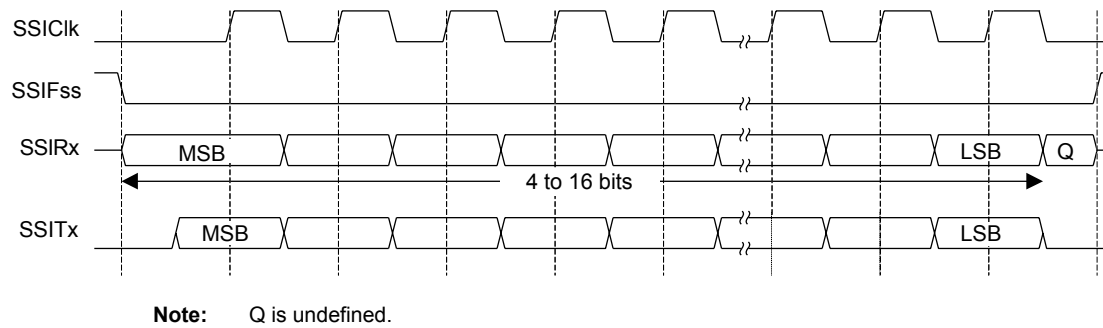 SSIClk
SSIFss
SSIRx MSB LSB Q
4 to 16 bits
SSITx MSB LSB
Note: Q is undefined.